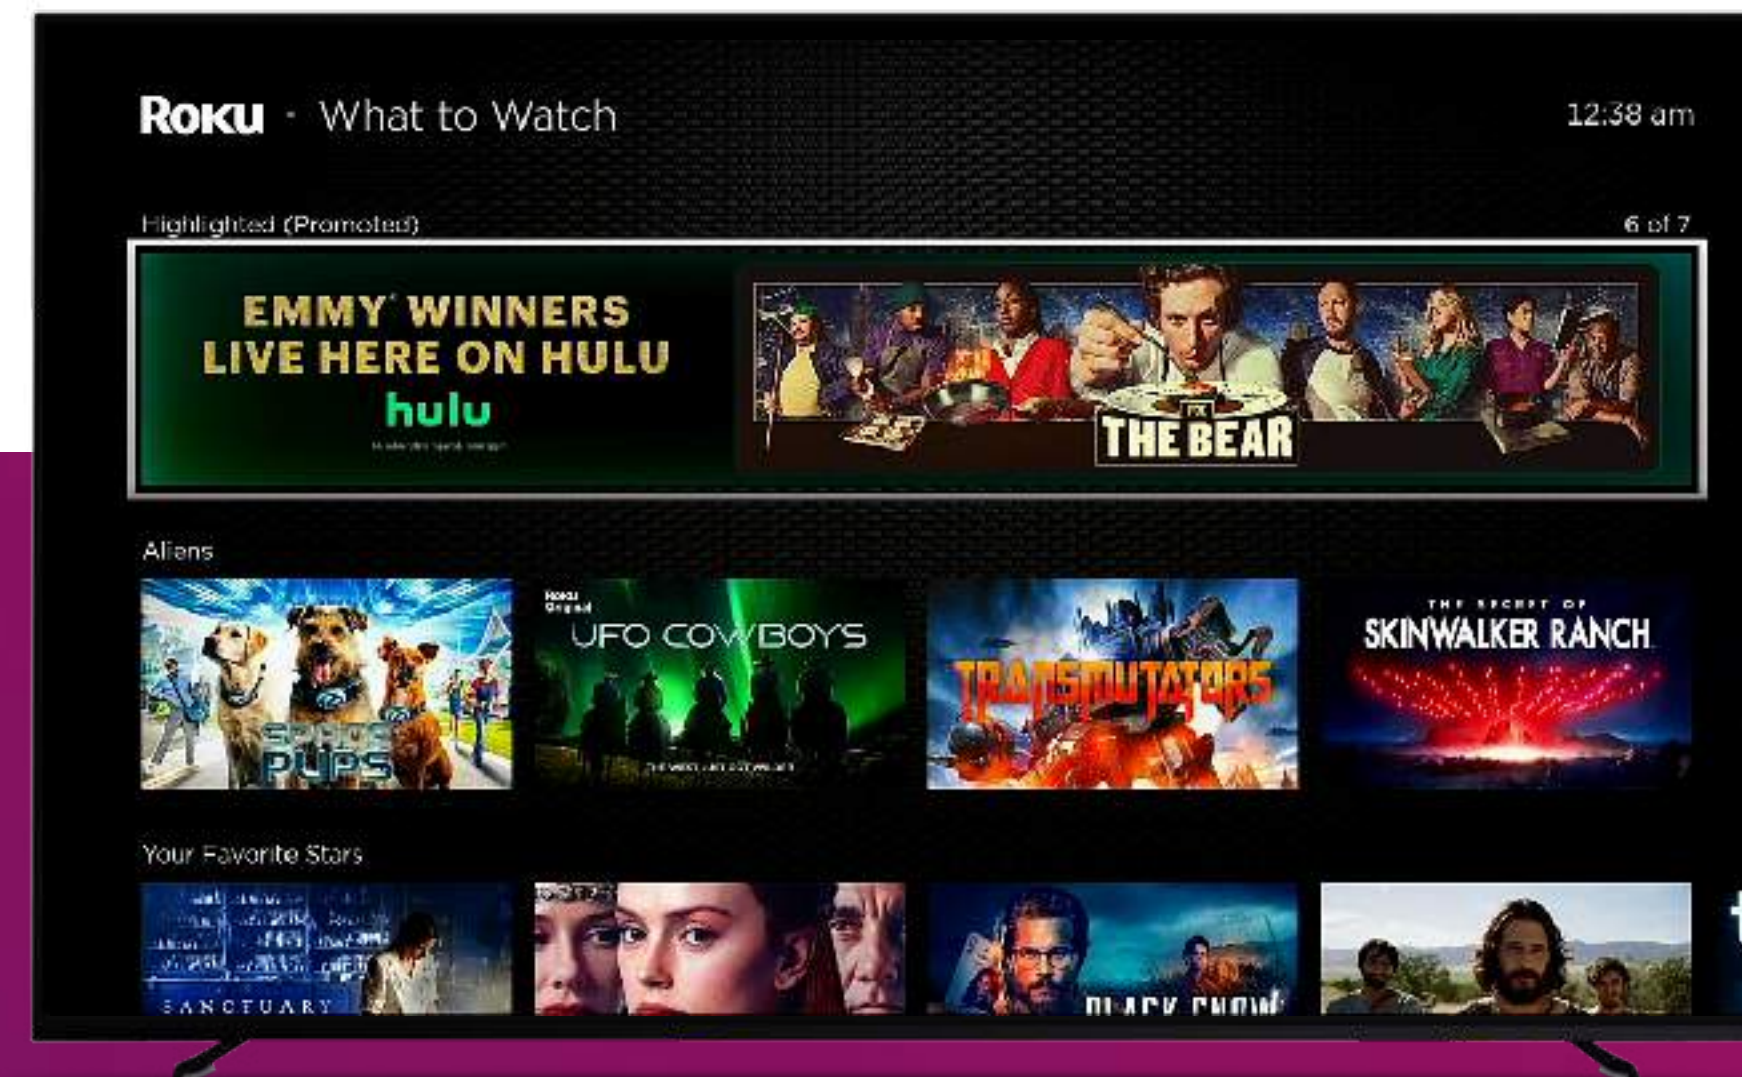 Roku · What to Watch
12:38 am
Highlighted (Promoted)
6 of 7
EMMY® WINNERS
LIVE HERE ON HULU
hulu
FX
THE BEAR
Aliens
SPACE
PUPS
Roku
Original
UFO COWBOYS
TRANSMUTATORS
THE SECRET OF
SKINWALKER RANCH
Your Favorite Stars
SANCTUARY
BLACK SNOW